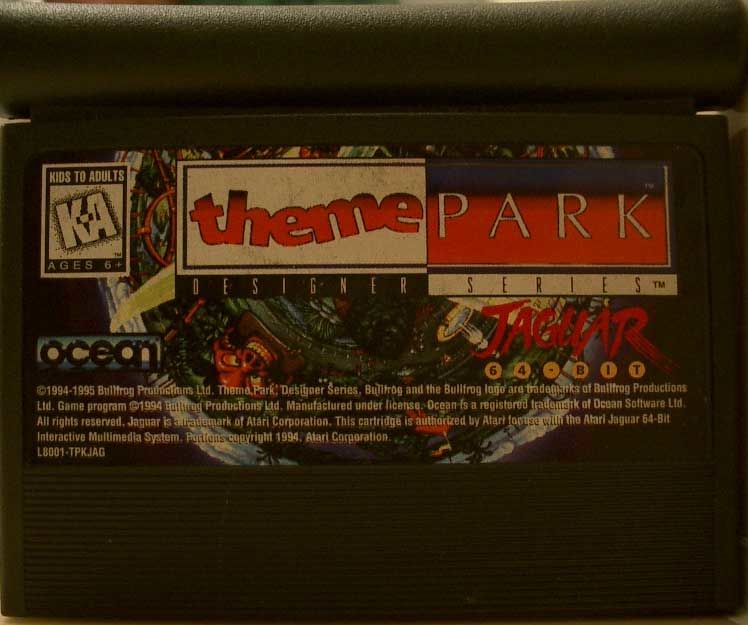 KIDS TO ADULTS
K-A
TM
AGES 6+
theme PARK TM
DESIGNER SERIES TM
ocean
JAGUAR
64-BIT
©1994-1995 Bullfrog Productions Ltd. Theme Park, Designer Series, Bullfrog and the Bullfrog logo are trademarks of Bullfrog Productions
Ltd. Game program ©1994 Bullfrog Productions Ltd. Manufactured under license. Ocean is a registered trademark of Ocean Software Ltd.
All rights reserved. Jaguar is a trademark of Atari Corporation. This cartridge is authorized by Atari for use with the Atari Jaguar 64-Bit
Interactive Multimedia System. Portions copyright 1994, Atari Corporation.
L8001-TPKJAG